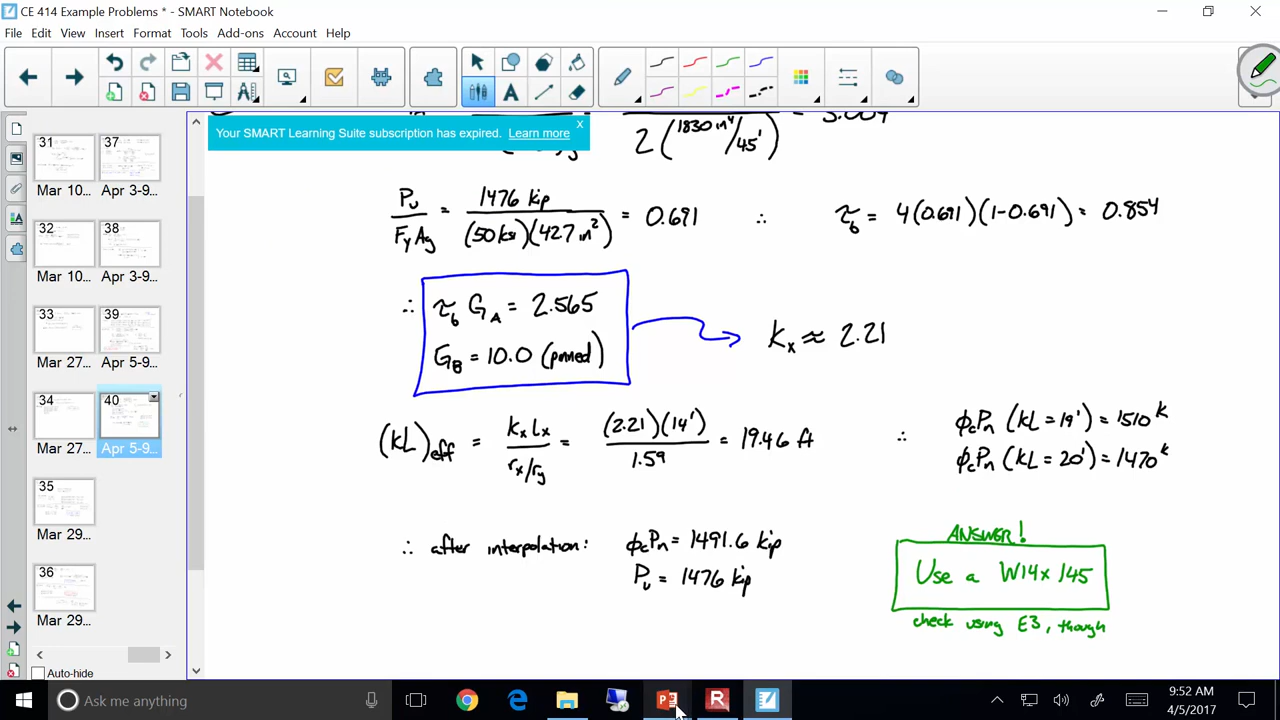 CE 414 Example Problems * - SMART Notebook
File Edit View Insert Format Tools Add-ons Account Help
Your SMART Learning Suite subscription has expired. Learn more x
2 (1830 in⁴/45')
Pu / FyAg = 1476 kip / (50 ksi)(42.7 in²) = 0.691 ∴ τb = 4(0.691)(1-0.691) = 0.854
∴ τb GA = 2.565
GB = 10.0 (pinned)
Kx ≈ 2.21
(KL)eff = KxLx / rx/ry = (2.21)(14') / 1.59 = 19.46 ft ∴
ϕcPn (KL = 19') = 1510 k
ϕcPn (KL = 20') = 1470 k
∴ after interpolation: ϕcPn = 1491.6 kip
Pu = 1476 kip
ANSWER!
Use a W14x145
check using E3, though
31 37
Mar 10... Apr 3-9...
32 38
Mar 10... Apr 3-9...
33 39
Mar 27... Apr 5-9...
34 40
Mar 27... Apr 5-9...
35
Mar 29...
36
Mar 29...
Auto-hide
Ask me anything
9:52 AM
4/5/2017